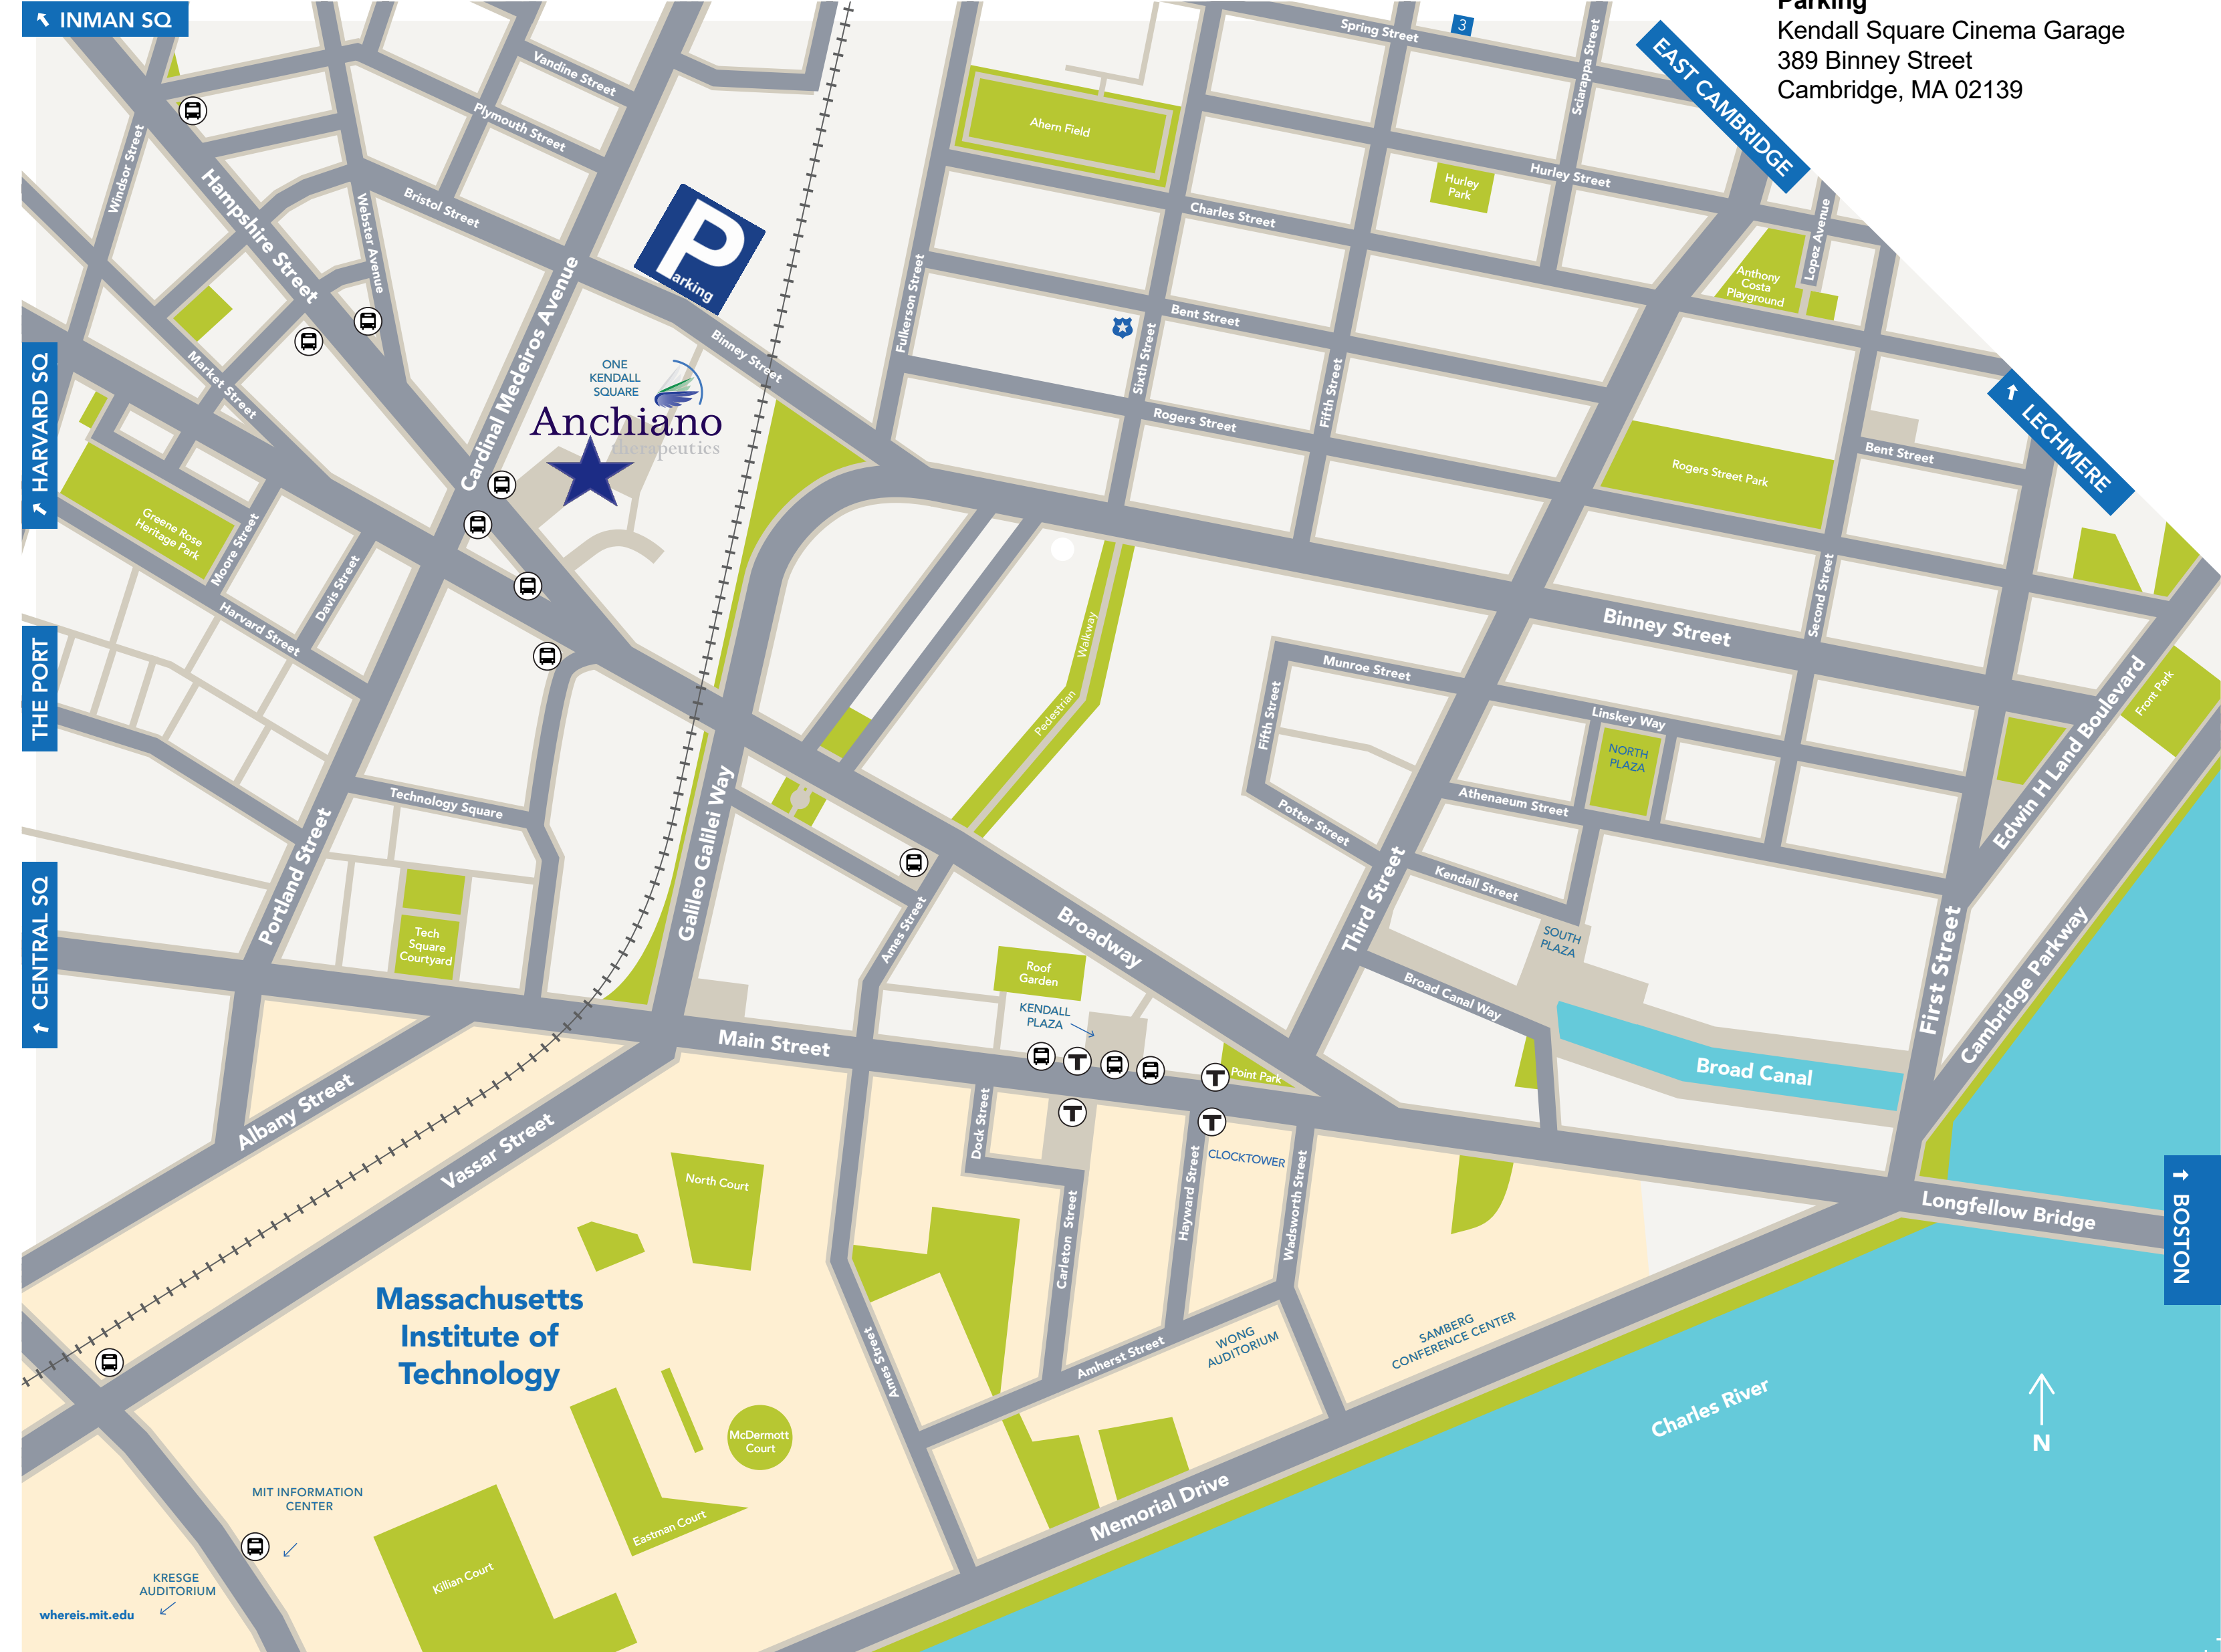 INMAN SQ
Parking
Kendall Square Cinema Garage
389 Binney Street
Cambridge, MA 02139
3
Spring Street
Sciarappa Street
EAST CAMBRIDGE
Vandine Street
Plymouth Street
Windsor Street
Hampshire Street
Webster Avenue
Bristol Street
Ahern Field
Hurley
Park
Hurley Street
Charles Street
Lopez Avenue
Anthony
Costa
Playground
P
arking
Cardinal Medeiros Avenue
Binney Street
Fulkerson Street
Bent Street
Sixth Street
Fifth Street
Rogers Street
HARVARD SQ
Market Street
ONE
KENDALL
SQUARE
Anchiano
therapeutics
LECHMERE
Rogers Street Park
Bent Street
Greene Rose
Heritage Park
Moore Street
Davis Street
Harvard Street
Second Street
Binney Street
THE PORT
Walkway
Pedestrian
Munroe Street
Fifth Street
Linskey Way
NORTH
PLAZA
Front Park
Edwin H Land Boulevard
Technology Square
Galileo Galilei Way
Athenaeum Street
Potter Street
Kendall Street
Third Street
CENTRAL SQ
Portland Street
Tech
Square
Courtyard
Ames Street
Broadway
Roof
Garden
KENDALL
PLAZA
SOUTH
PLAZA
Broad Canal Way
First Street
Cambridge Parkway
Broad Canal
Main Street
T
T
Point Park
T
T
Albany Street
Vassar Street
Dock Street
CLOCKTOWER
Hayward Street
Wadsworth Street
Carleton Street
North Court
Longfellow Bridge
BOSTON
Massachusetts
Institute of
Technology
Ames Street
Amherst Street
WONG
AUDITORIUM
SAMBERG
CONFERENCE CENTER
Charles River
N
McDermott
Court
Memorial Drive
MIT INFORMATION
CENTER
Eastman Court
Killian Court
KRESGE
AUDITORIUM
whereis.mit.edu